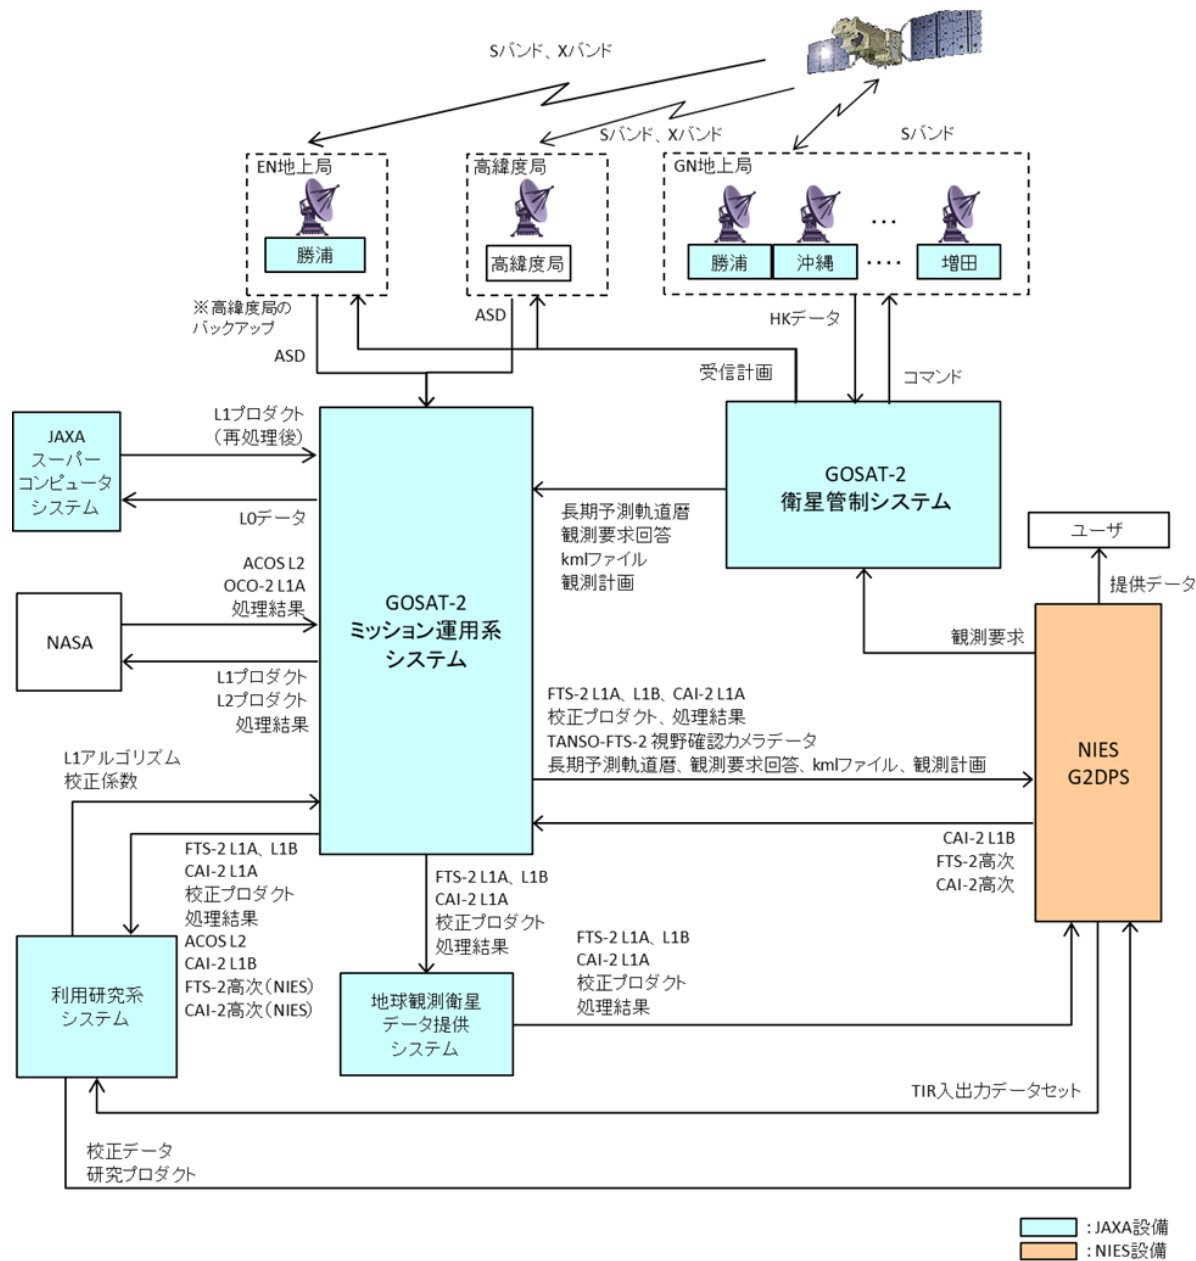 Sバンド、Xバンド
Sバンド、Xバンド
Sバンド
EN地上局
勝浦
高緯度局
高緯度局
GN地上局
勝浦
沖縄
・・・
・・・・
増田
※高緯度局の
バックアップ
ASD
ASD
HKデータ
受信計画
コマンド
JAXA
スーパー
コンピュータ
システム
L1プロダクト
（再処理後）
L0データ
GOSAT-2
ミッション運用系
システム
GOSAT-2
衛星管制システム
長期予測軌道暦
観測要求回答
kmlファイル
観測計画
ユーザ
提供データ
観測要求
NASA
ACOS L2
OCO-2 L1A
処理結果
L1プロダクト
L2プロダクト
処理結果
FTS-2 L1A、L1B、CAI-2 L1A
校正プロダクト、処理結果
TANSO-FTS-2 視野確認カメラデータ
長期予測軌道暦、観測要求回答、kmlファイル、観測計画
NIES
G2DPS
CAI-2 L1B
FTS-2高次
CAI-2高次
L1アルゴリズム
校正係数
FTS-2 L1A、L1B
CAI-2 L1A
校正プロダクト
処理結果
ACOS L2
CAI-2 L1B
FTS-2高次（NIES）
CAI-2高次（NIES）
FTS-2 L1A、L1B
CAI-2 L1A
校正プロダクト
処理結果
FTS-2 L1A、L1B
CAI-2 L1A
校正プロダクト
処理結果
利用研究系
システム
地球観測衛星
データ提供
システム
TIR入出力データセット
校正データ
研究プロダクト
：JAXA設備
：NIES設備